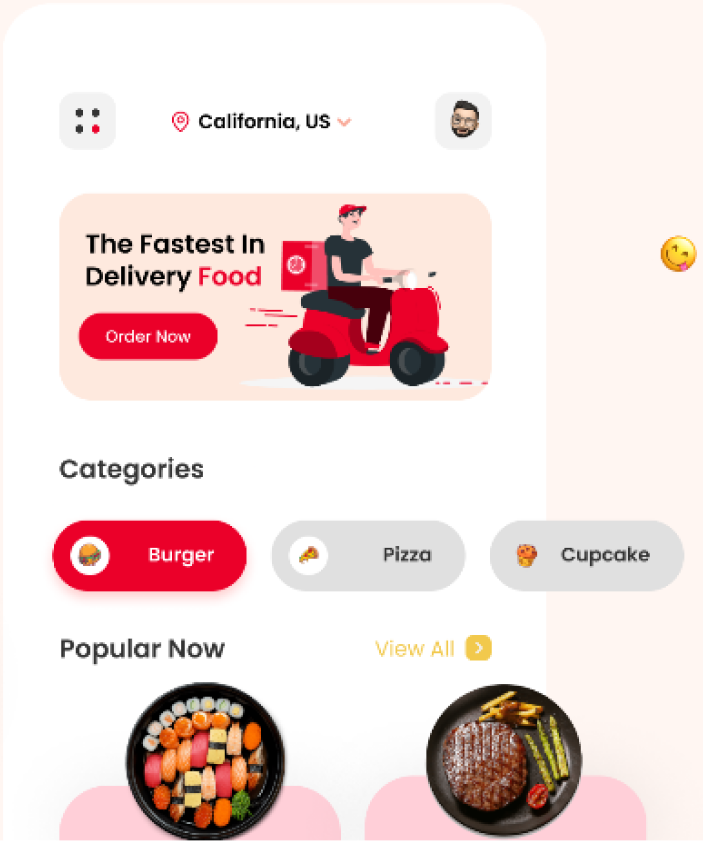 California, US
The Fastest In
Delivery Food
Order Now
Categories
Burger
Pizza
Cupcake
Popular Now
View All